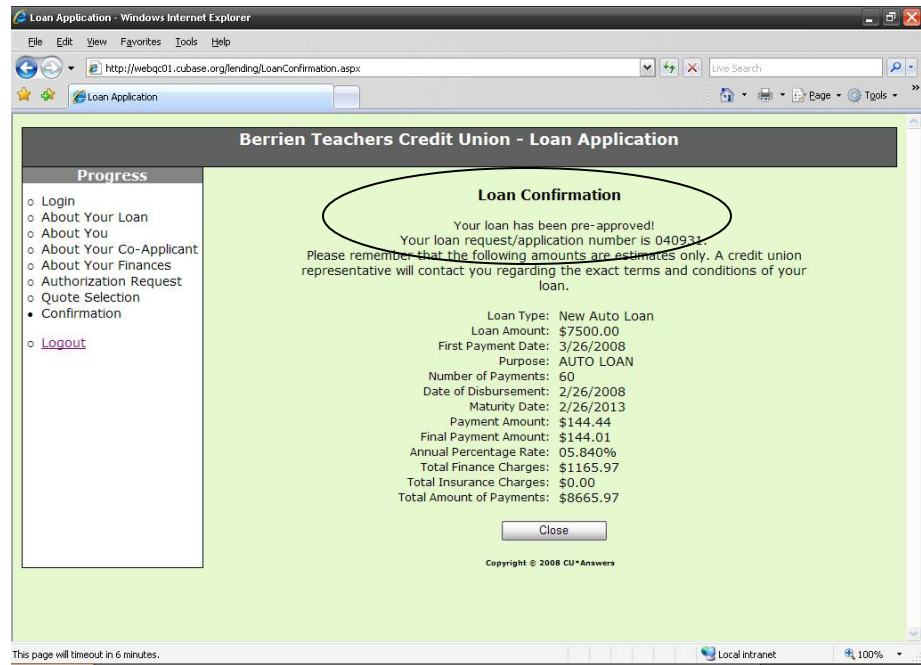 Loan Application - Windows Internet Explorer
File Edit View Favorites Tools Help
http://webqc01.cubase.org/lending/LoanConfirmation.aspx
Live Search
Loan Application
Page
Tools
Berrien Teachers Credit Union - Loan Application
Progress
Login
About Your Loan
About You
About Your Co-Applicant
About Your Finances
Authorization Request
Quote Selection
Confirmation
Logout
Loan Confirmation
Your loan has been pre-approved!
Your loan request/application number is 040931.
Please remember that the following amounts are estimates only. A credit union
representative will contact you regarding the exact terms and conditions of your
loan.
Loan Type: New Auto Loan
Loan Amount: $7500.00
First Payment Date: 3/26/2008
Purpose: AUTO LOAN
Number of Payments: 60
Date of Disbursement: 2/26/2008
Maturity Date: 2/26/2013
Payment Amount: $144.44
Final Payment Amount: $144.01
Annual Percentage Rate: 05.840%
Total Finance Charges: $1165.97
Total Insurance Charges: $0.00
Total Amount of Payments: $8665.97
Close
Copyright © 2008 CU*Answers
This page will timeout in 6 minutes.
Local intranet
100%